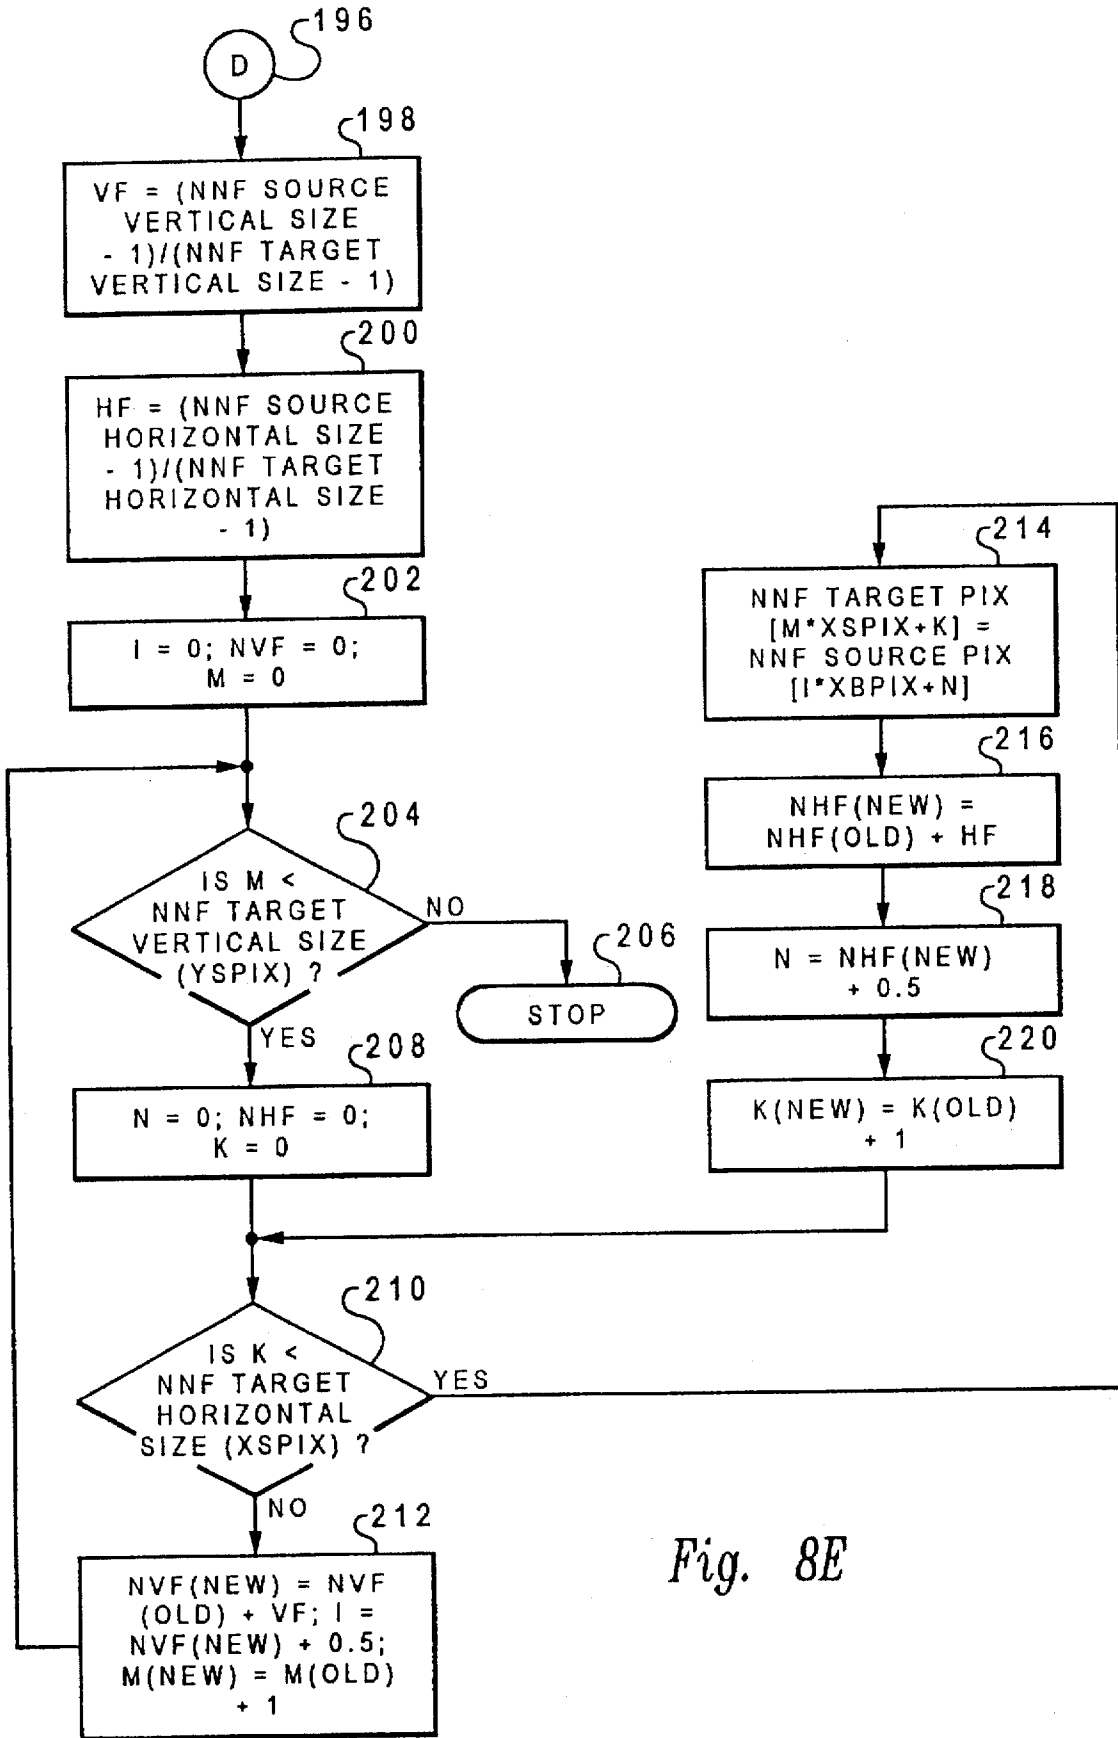 196
D
198
VF = (NNF SOURCE
VERTICAL SIZE
- 1)/(NNF TARGET
VERTICAL SIZE - 1)
200
HF = (NNF SOURCE
HORIZONTAL SIZE
- 1)/(NNF TARGET
HORIZONTAL SIZE
- 1)
202
I = 0; NVF = 0;
M = 0
204
IS M <
NNF TARGET
VERTICAL SIZE
(YSPIX) ?
NO
206
STOP
YES
208
N = 0; NHF = 0;
K = 0
210
IS K <
NNF TARGET
HORIZONTAL
SIZE (XSPIX) ?
YES
NO
212
NVF(NEW) = NVF
(OLD) + VF; I =
NVF(NEW) + 0.5;
M(NEW) = M(OLD)
+ 1
214
NNF TARGET PIX
[M*XSPIX+K] =
NNF SOURCE PIX
[I*XBPIX+N]
216
NHF(NEW) =
NHF(OLD) + HF
218
N = NHF(NEW)
+ 0.5
220
K(NEW) = K(OLD)
+ 1
Fig. 8E